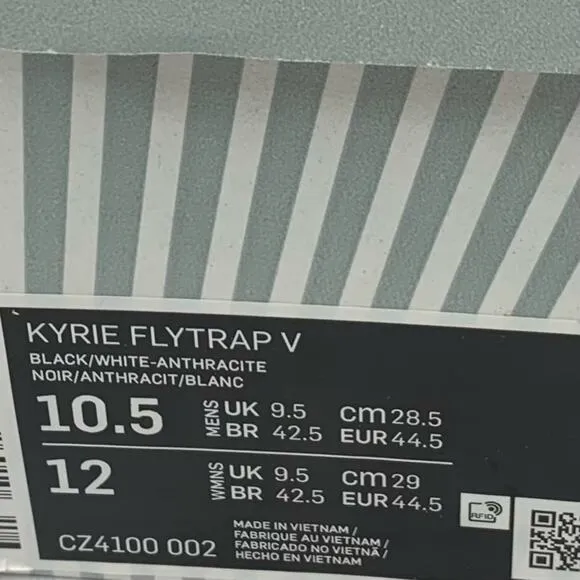 KYRIE FLYTRAP V
BLACK/WHITE-ANTHRACITE
NOIR/ANTHRACIT/BLANC
10.5 MENS UK 9.5 cm 28.5
BR 42.5 EUR 44.5
12 WMNS UK 9.5 cm 29
BR 42.5 EUR 44.5
RFID
CZ4100 002
MADE IN VIETNAM /
FABRIQUE AU VIETNAM /
FABRICADO NO VIETNÃ /
HECHO EN VIETNAM